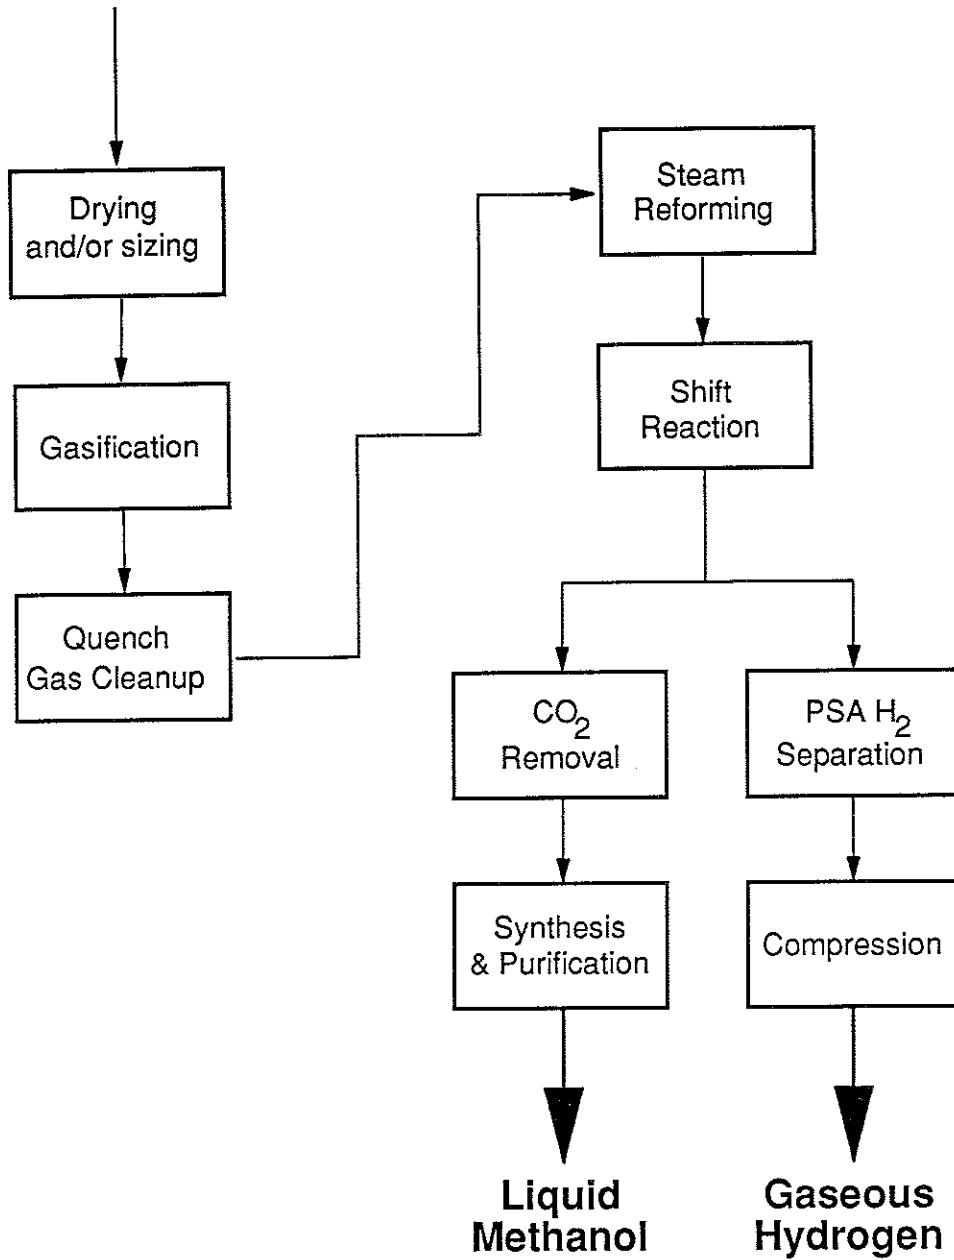 Drying
and/or sizing
Gasification
Quench
Gas Cleanup
Steam
Reforming
Shift
Reaction
CO2
Removal
PSA H2
Separation
Synthesis
& Purification
Compression
Liquid
Methanol
Gaseous
Hydrogen